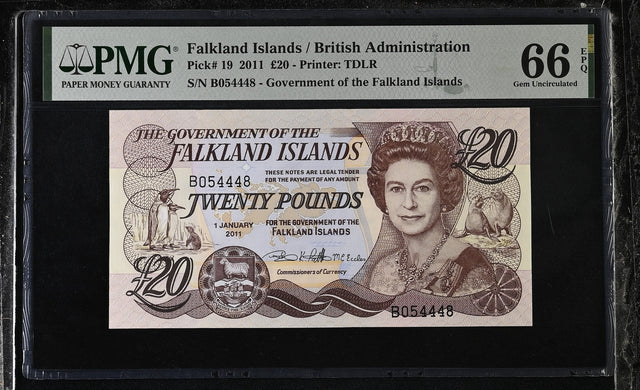 PMG
PAPER MONEY GUARANTY
Falkland Islands / British Administration
Pick# 19 2011 £20 - Printer: TDLR
S/N B054448 - Government of the Falkland Islands
66 EPQ
Gem Uncirculated
THE GOVERNMENT OF THE
FALKLAND ISLANDS
£20
B054448
THESE NOTES ARE LEGAL TENDER
FOR THE PAYMENT OF ANY AMOUNT
TWENTY POUNDS
1 JANUARY
2011
FOR THE GOVERNMENT OF THE
FALKLAND ISLANDS
Commissioners of Currency
£20
B054448